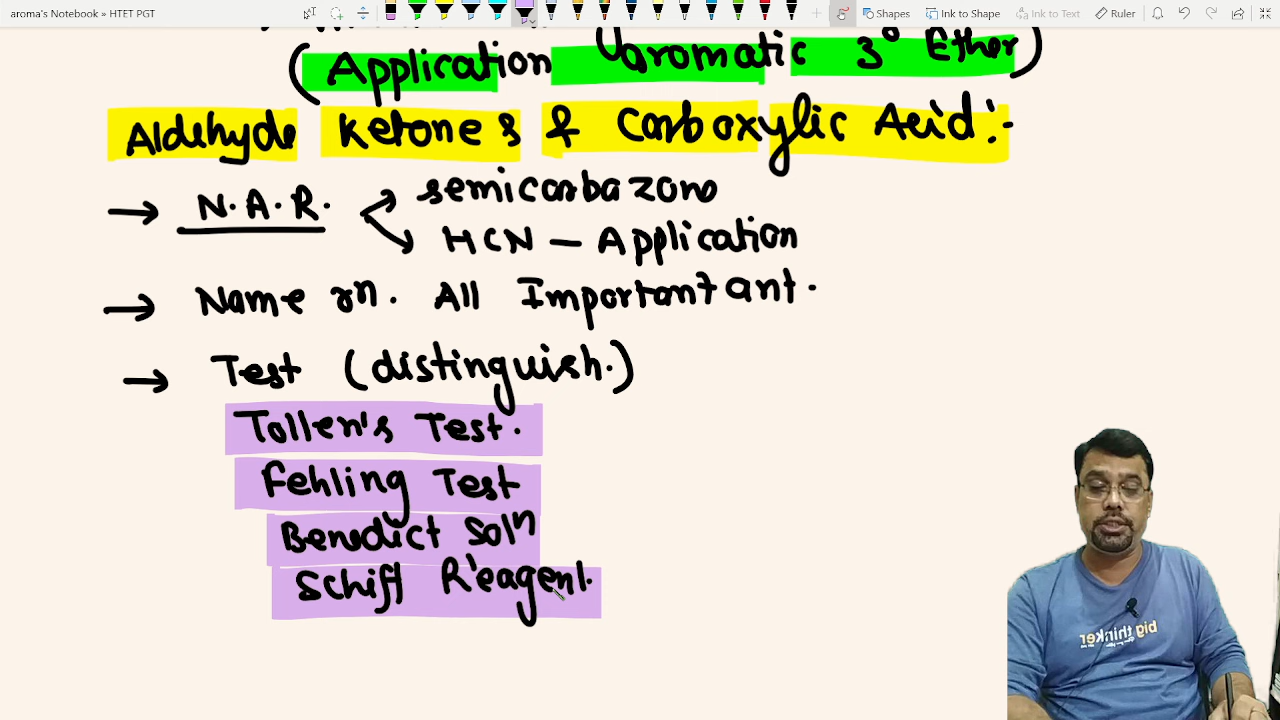 aroma's Notebook » HTET PGT
Shapes Ink to Shape Ink to Text Ruler
(Application aromatic 3° Ether)
Aldehyde Ketones & Carboxylic Acid:-
→ N.A.R. semicarbazone
HCN - Application
→ Name rxn. All Importantant.
→ Test (distinguish.)
Tollen's Test.
Fehling Test
Benedict Solⁿ
Schiff Reagent.
big thinker